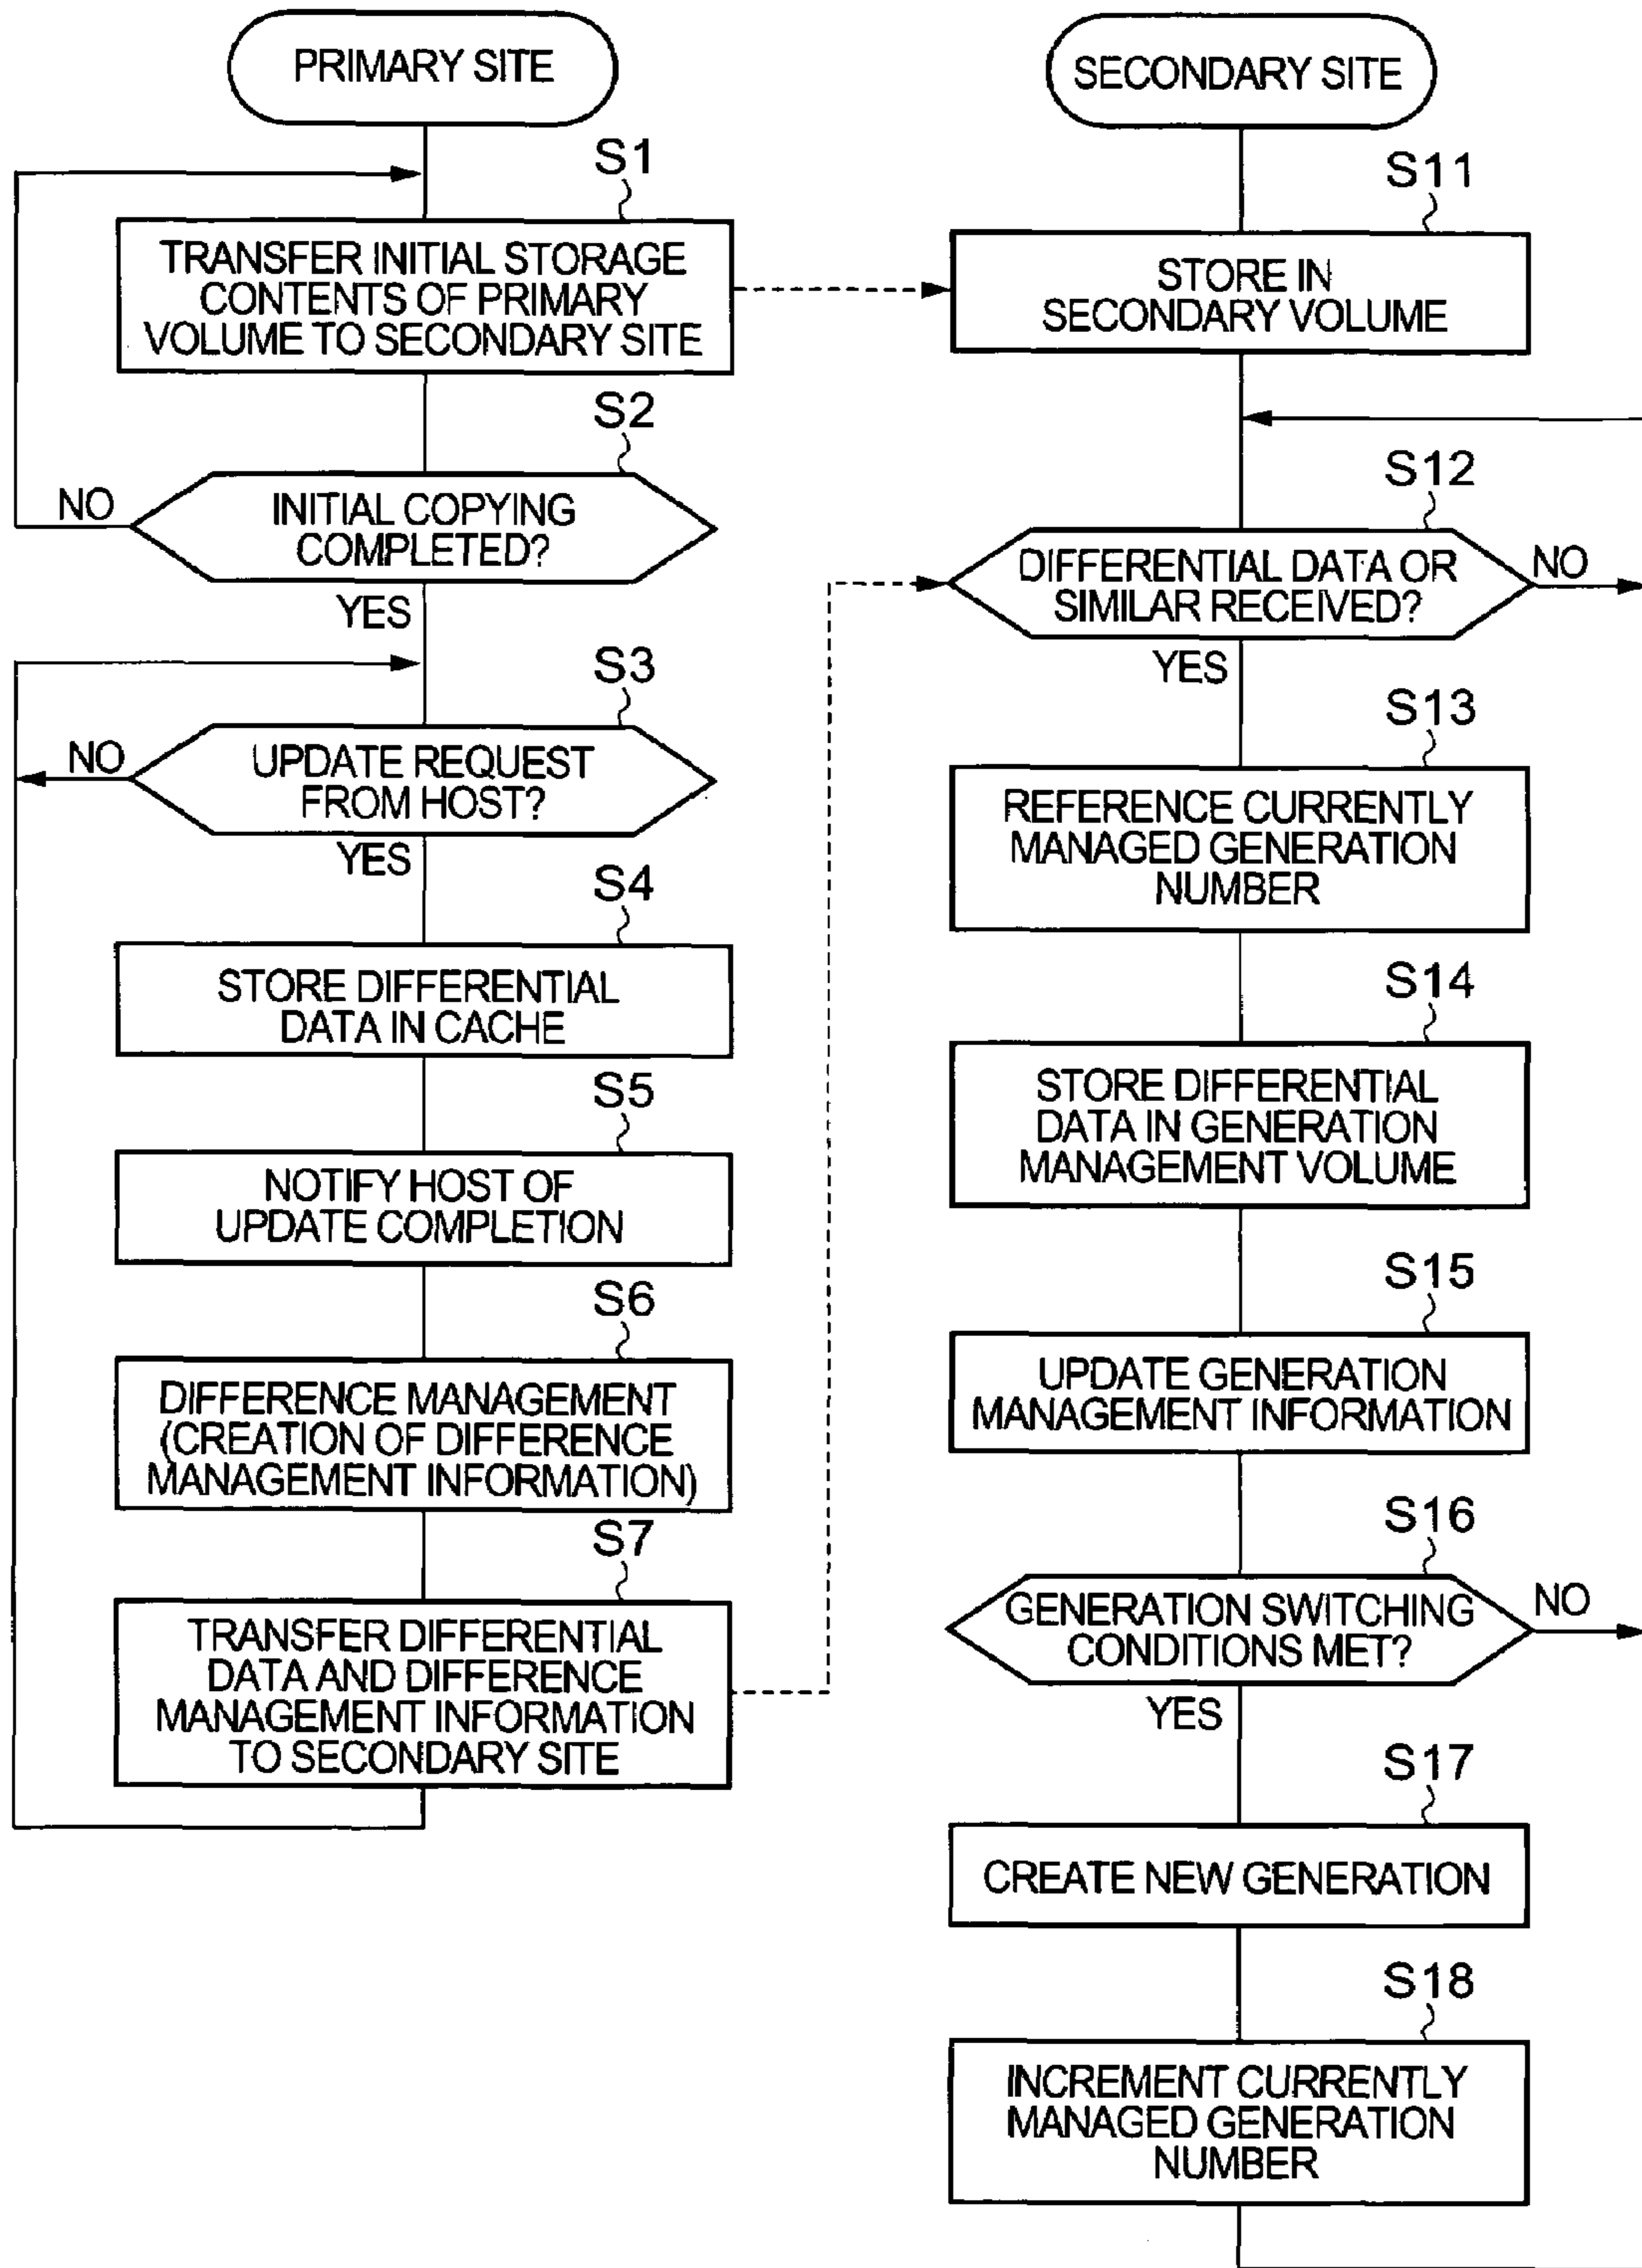 PRIMARY SITE
S1
TRANSFER INITIAL STORAGE
CONTENTS OF PRIMARY
VOLUME TO SECONDARY SITE
S2
NO
INITIAL COPYING
COMPLETED?
YES
S3
NO
UPDATE REQUEST
FROM HOST?
YES
S4
STORE DIFFERENTIAL
DATA IN CACHE
S5
NOTIFY HOST OF
UPDATE COMPLETION
S6
DIFFERENCE MANAGEMENT
(CREATION OF DIFFERENCE
MANAGEMENT INFORMATION)
S7
TRANSFER DIFFERENTIAL
DATA AND DIFFERENCE
MANAGEMENT INFORMATION
TO SECONDARY SITE
SECONDARY SITE
S11
STORE IN
SECONDARY VOLUME
S12
DIFFERENTIAL DATA OR
SIMILAR RECEIVED?
NO
YES
S13
REFERENCE CURRENTLY
MANAGED GENERATION
NUMBER
S14
STORE DIFFERENTIAL
DATA IN GENERATION
MANAGEMENT VOLUME
S15
UPDATE GENERATION
MANAGEMENT INFORMATION
S16
GENERATION SWITCHING
CONDITIONS MET?
NO
YES
S17
CREATE NEW GENERATION
S18
INCREMENT CURRENTLY
MANAGED GENERATION
NUMBER